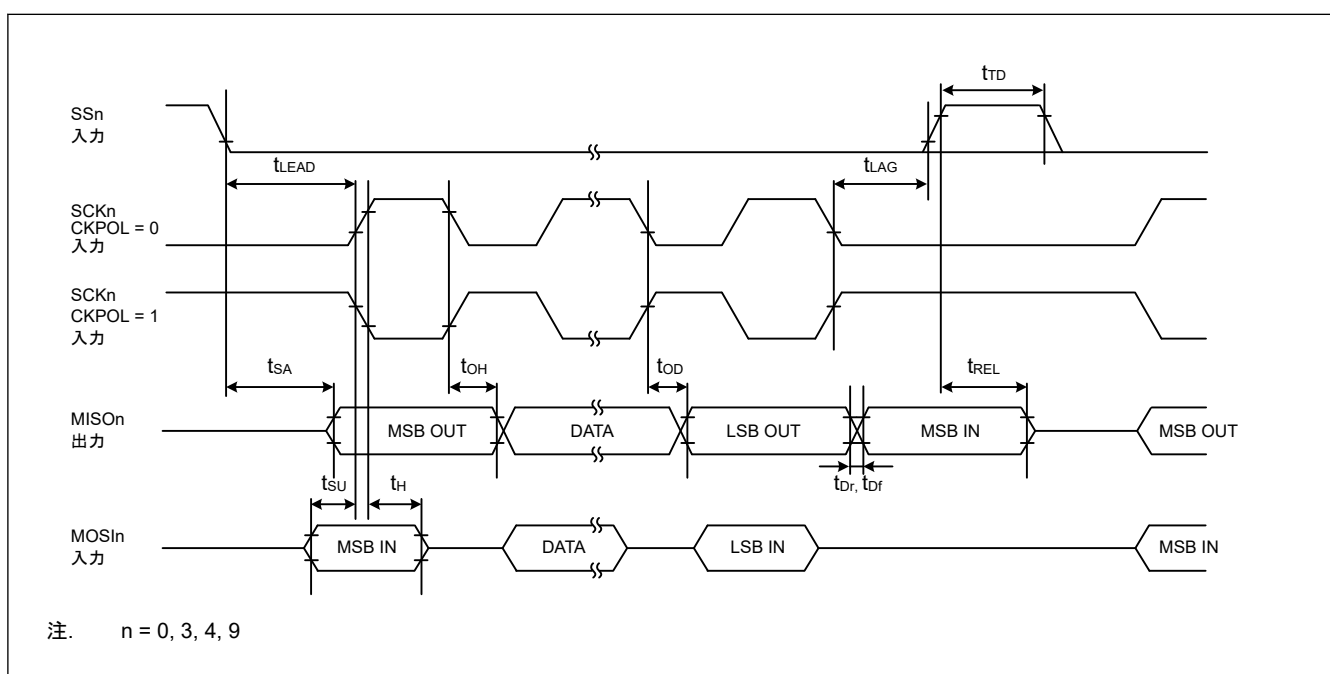 tTD
SSn
入力
tLEAD
tLAG
SCKn
CKPOL = 0
入力
SCKn
CKPOL = 1
入力
tSA
tOH
tOD
tREL
MISOn
出力
MSB OUT
DATA
LSB OUT
MSB IN
MSB OUT
tSU
tH
tDr, tDf
MOSIn
入力
MSB IN
DATA
LSB IN
MSB IN
注. n = 0, 3, 4, 9